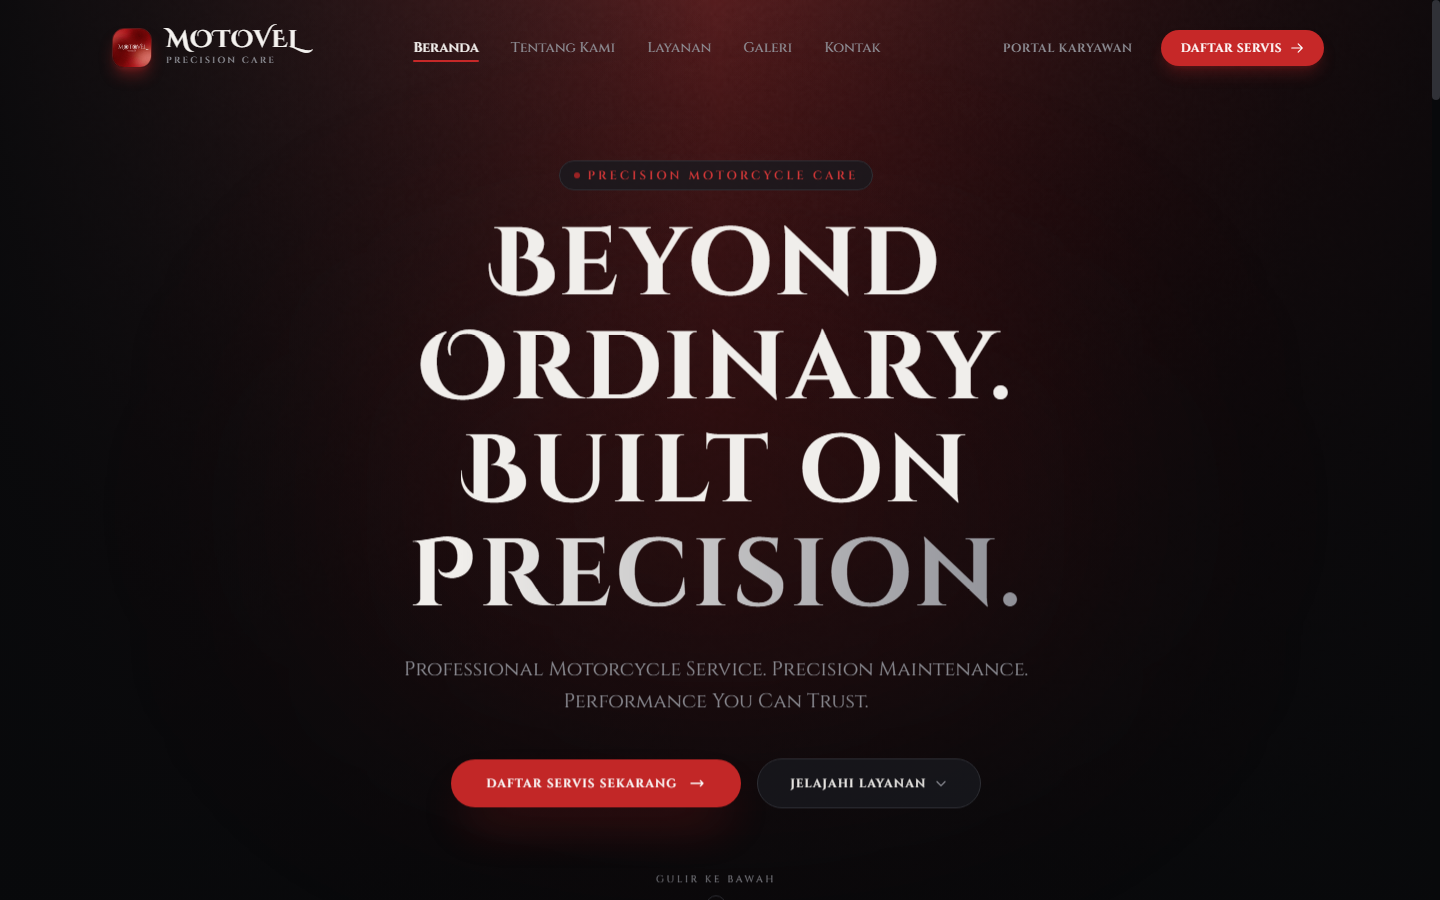 MOTOVEL
PRECISION CARE
BERANDA
TENTANG KAMI
LAYANAN
GALERI
KONTAK
PORTAL KARYAWAN
DAFTAR SERVIS
PRECISION MOTORCYCLE CARE
BEYOND
ORDINARY.
BUILT ON
PRECISION.
PROFESSIONAL MOTORCYCLE SERVICE. PRECISION MAINTENANCE.
PERFORMANCE YOU CAN TRUST.
DAFTAR SERVIS SEKARANG
JELAJAHI LAYANAN
GULIR KE BAWAH